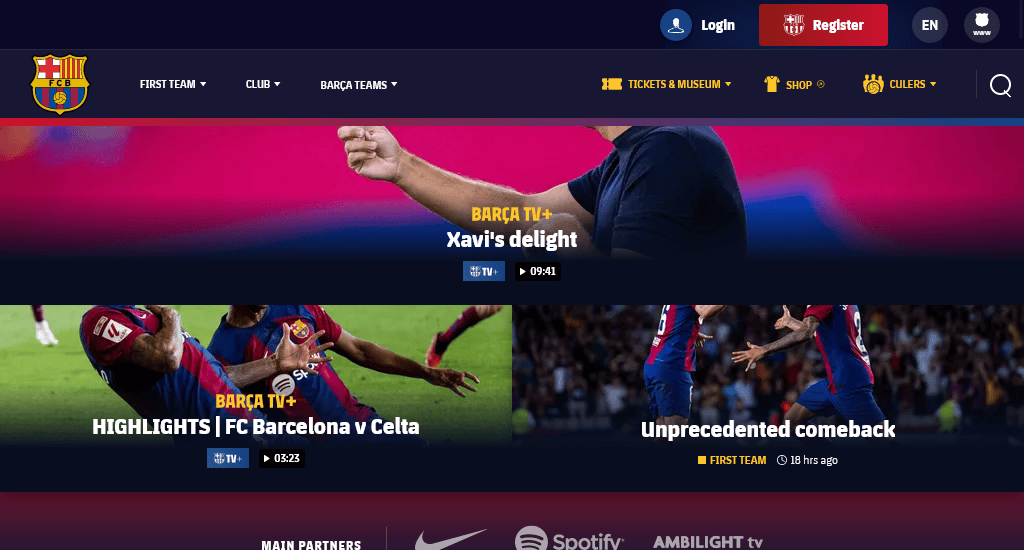 Login
Register
EN
WWW
FCB
FIRST TEAM
CLUB
BARÇA TEAMS
TICKETS & MUSEUM
SHOP
CULERS
BARÇA TV+
Xavi's delight
TV+
09:41
BARÇA TV+
HIGHLIGHTS | FC Barcelona v Celta
TV+
03:23
Unprecedented comeback
FIRST TEAM
18 hrs ago
MAIN PARTNERS
Spotify
AMBILIGHT tv